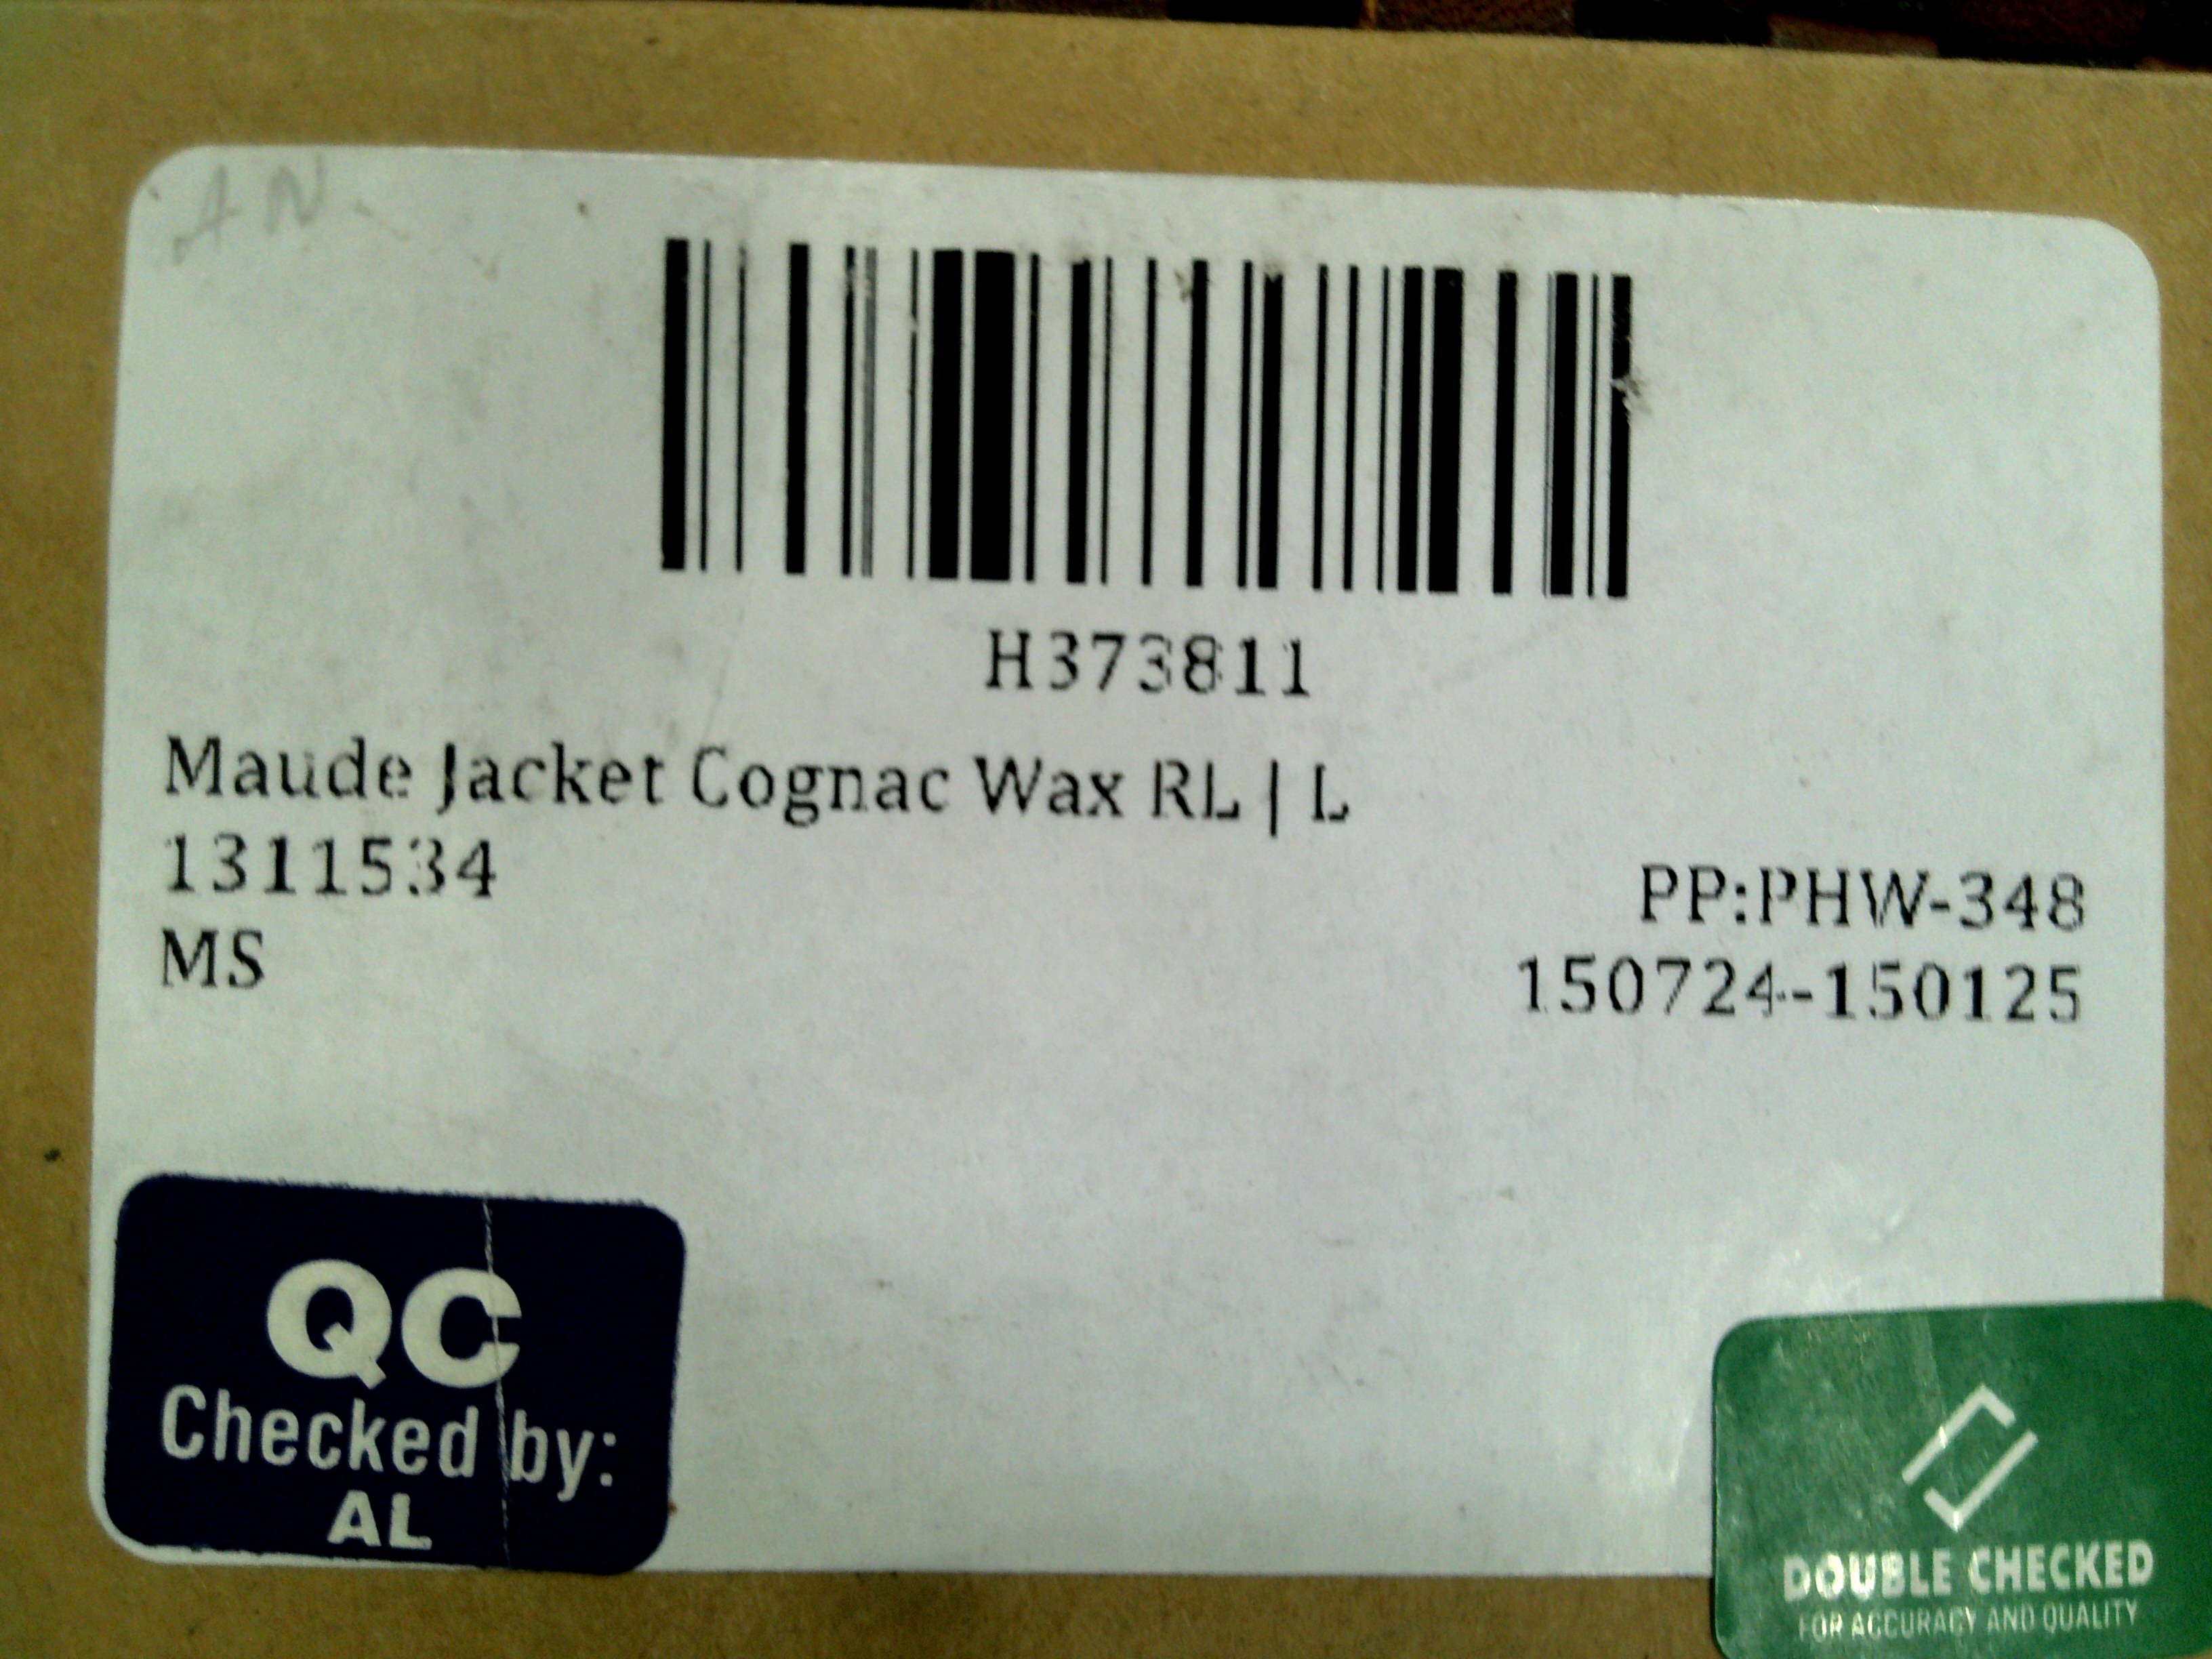 AN
H373811
Maude Jacket Cognac Wax RL | L
1311534
PP:PHW-348
MS
150724-150125
QC
Checked by:
AL
DOUBLE CHECKED
FOR ACCURACY AND QUALITY